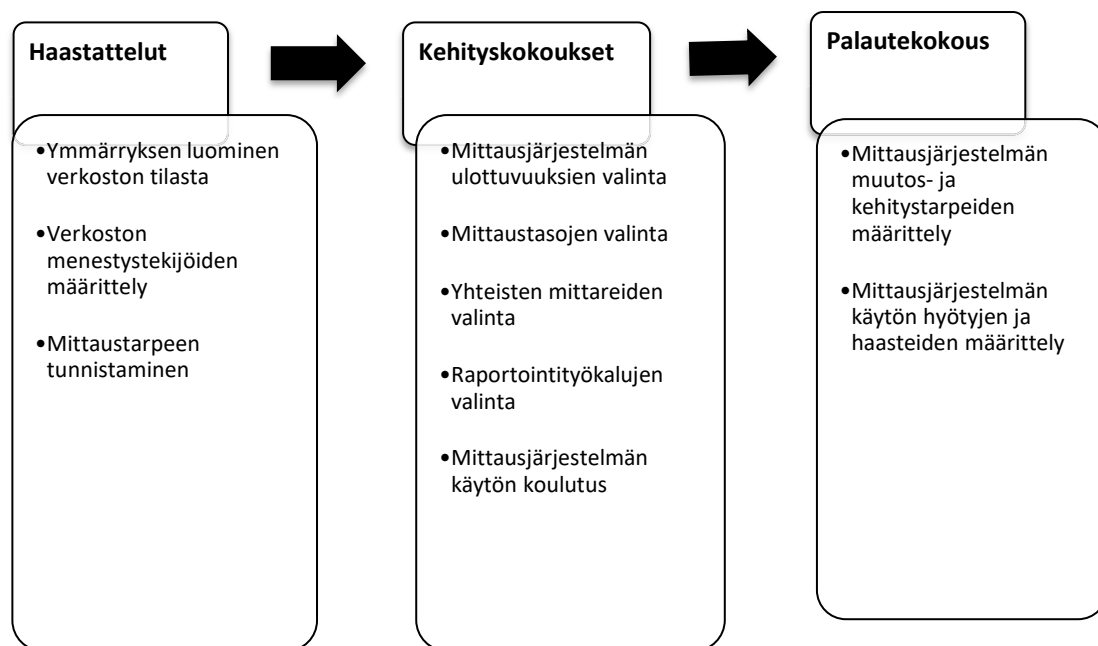 Haastattelut
•Ymmärryksen luominen
verkoston tilasta
•Verkoston
menestystekijöiden
määrittely
•Mittaustarpeen
tunnistaminen
Kehityskokoukset
•Mittausjärjestelmän
ulottuvuuksien valinta
•Mittaustasojen valinta
•Yhteisten mittareiden
valinta
•Raportointityökalujen
valinta
•Mittausjärjestelmän
käytön koulutus
Palautekokous
•Mittausjärjestelmän
muutos- ja
kehitystarpeiden
määrittely
•Mittausjärjestelmän
käytön hyötyjen ja
haasteiden määrittely